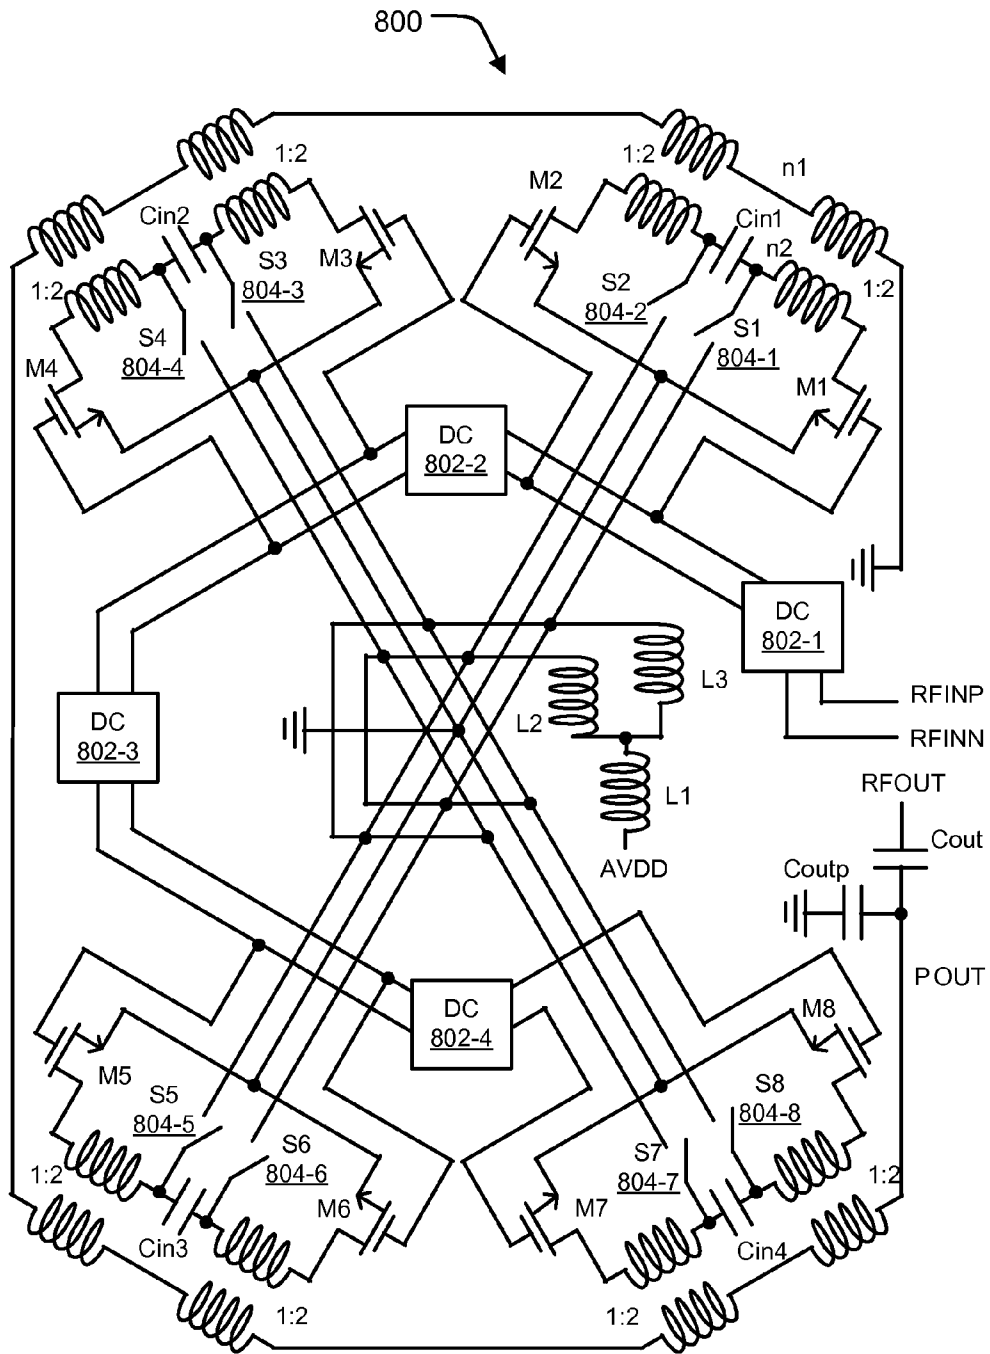 800
1:2
1:2
n1
M2
Cin2
Cin1
S3
804-3
M3
S2
804-2
n2
1:2
1:2
S4
804-4
S1
804-1
M4
M1
DC
802-2
DC
802-1
L3
RFINP
L2
DC
802-3
RFINN
RFOUT
L1
Cout
AVDD
Coutp
POUT
DC
802-4
M8
M5
S5
804-5
S8
804-8
S6
804-6
S7
804-7
1:2
1:2
M6
M7
Cin3
Cin4
1:2
1:2